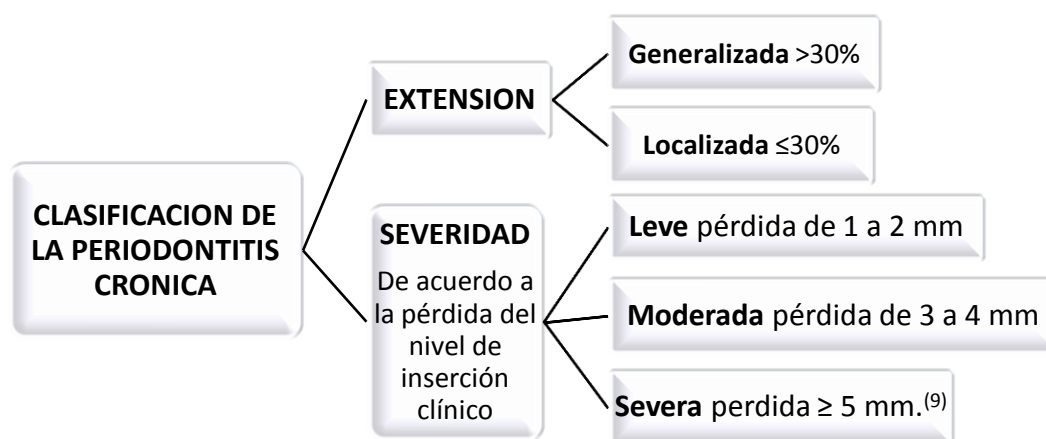 CLASIFICACION DE
LA PERIODONTITIS
CRONICA
EXTENSION
Generalizada >30%
Localizada ≤30%
SEVERIDAD
De acuerdo a
la pérdida del
nivel de
inserción
clínico
Leve pérdida de 1 a 2 mm
Moderada pérdida de 3 a 4 mm
Severa perdida ≥ 5 mm.(9)